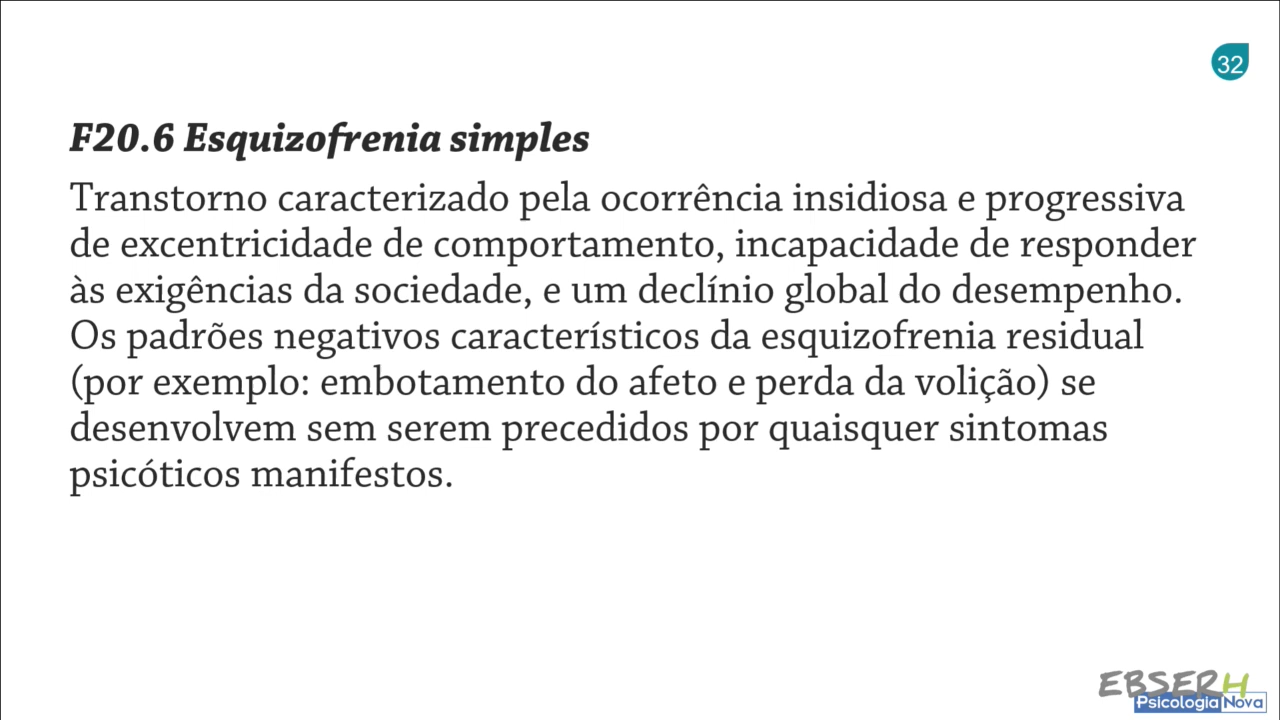 32
F20.6 Esquizofrenia simples
Transtorno caracterizado pela ocorrência insidiosa e progressiva
de excentricidade de comportamento, incapacidade de responder
às exigências da sociedade, e um declínio global do desempenho.
Os padrões negativos característicos da esquizofrenia residual
(por exemplo: embotamento do afeto e perda da volição) se
desenvolvem sem serem precedidos por quaisquer sintomas
psicóticos manifestos.
EBSERH
Psicologia Nova